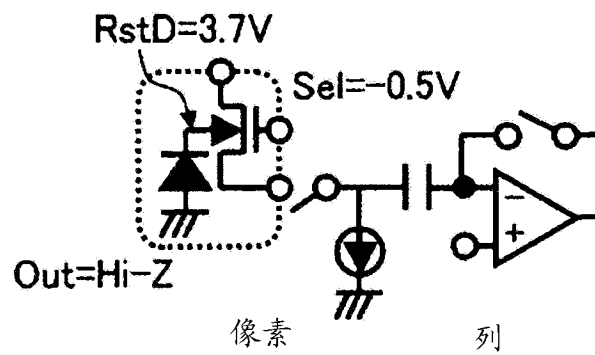 RstD=3.7V
Sel=-0.5V
Out=Hi-Z
像素
列